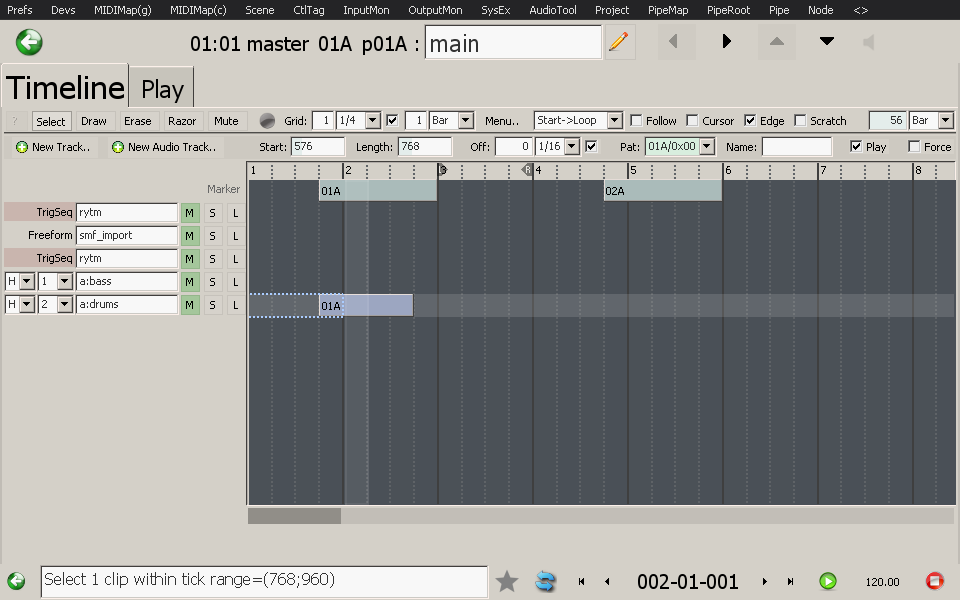 Prefs Devs MIDIMap(g) MIDIMap(c) Scene CtlTag InputMon OutputMon SysEx AudioTool Project PipeMap PipeRoot Pipe Node <>
01:01 master 01A p01A : main
Timeline Play
? Select Draw Erase Razor Mute Grid: 1 1/4 1 Bar Menu.. Start->Loop Follow Cursor Edge Scratch 56 Bar
New Track.. New Audio Track.. Start: 576 Length: 768 Off: 0 1/16 Pat: 01A/0x00 Name: Play Force
1 2 3 R 4 5 6 7 8
Marker 01A 02A
TrigSeq rytm M S L
Freeform smf_import M S L
TrigSeq rytm M S L
H 1 a:bass M S L
H 2 a:drums M S L 01A
Select 1 clip within tick range=(768;960) 002-01-001 120.00